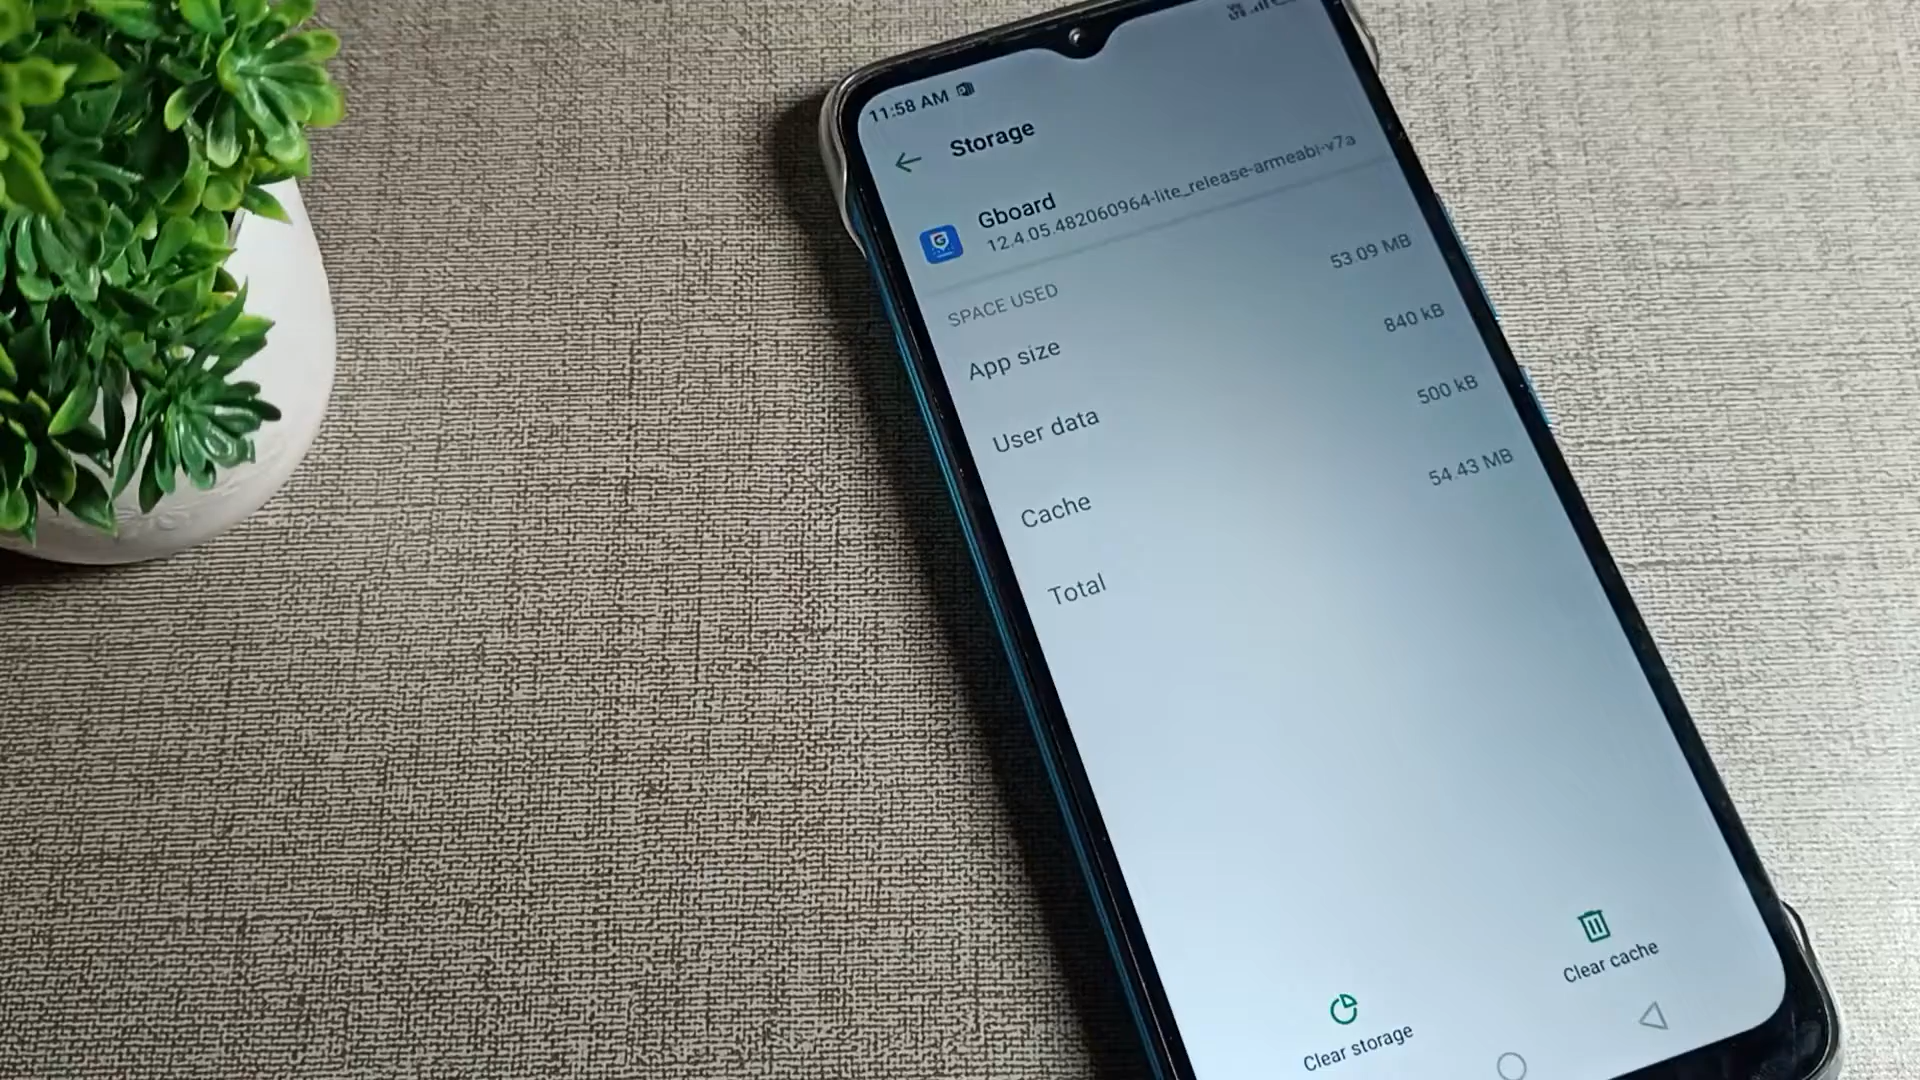 11:58 AM
Storage
Gboard
12.4.05.482060964-lite_release-armeabi-v7a
SPACE USED
App size 53.09 MB
User data 840 kB
Cache 500 kB
Total 54.43 MB
Clear storage
Clear cache